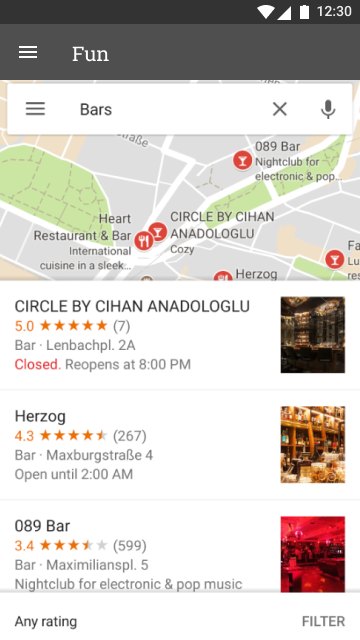 12:30
Fun
Bars
traße
089 Bar
Nightclub for
electronic & pop...
CIRCLE BY CIHAN
ANADOLOGLU
Cozy
Heart
Restaurant & Bar
International
cuisine in a sleek...
Fa
Lu
res
Herzog
CIRCLE BY CIHAN ANADOLOGLU
5.0 ★★★★★ (7)
Bar · Lenbachpl. 2A
Closed. Reopens at 8:00 PM
Herzog
4.3 (267)
Bar · Maxburgstraße 4
Open until 2:00 AM
089 Bar
3.4 (599)
Bar · Maximilianspl. 5
Nightclub for electronic & pop music
Any rating
FILTER